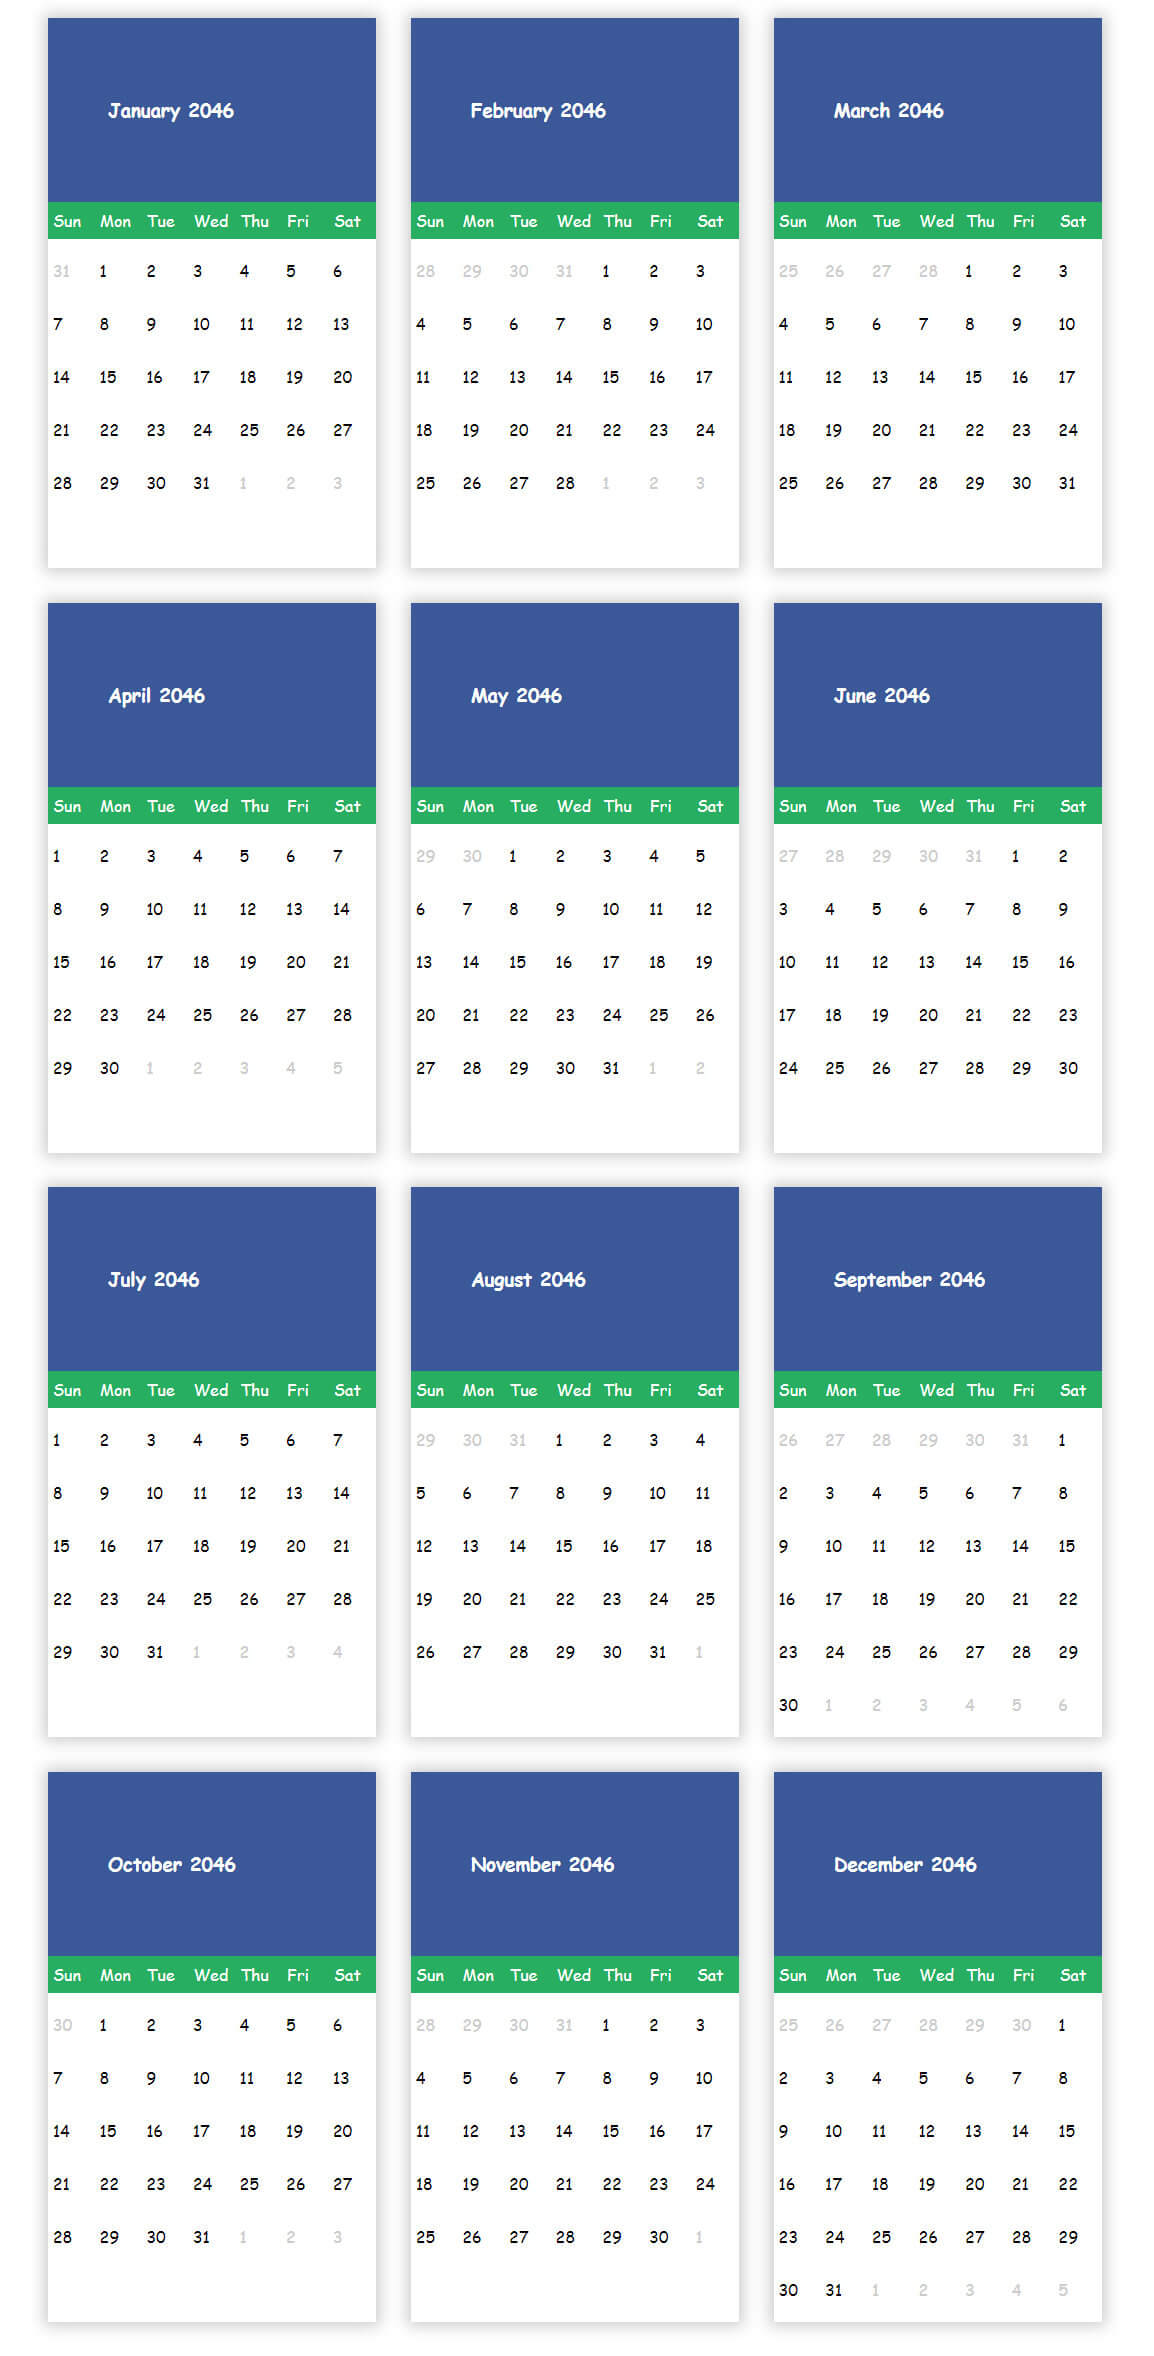 January 2046
Sun Mon Tue Wed Thu Fri Sat
31 1 2 3 4 5 6
7 8 9 10 11 12 13
14 15 16 17 18 19 20
21 22 23 24 25 26 27
28 29 30 31 1 2 3
February 2046
Sun Mon Tue Wed Thu Fri Sat
28 29 30 31 1 2 3
4 5 6 7 8 9 10
11 12 13 14 15 16 17
18 19 20 21 22 23 24
25 26 27 28 1 2 3
March 2046
Sun Mon Tue Wed Thu Fri Sat
25 26 27 28 1 2 3
4 5 6 7 8 9 10
11 12 13 14 15 16 17
18 19 20 21 22 23 24
25 26 27 28 29 30 31
April 2046
Sun Mon Tue Wed Thu Fri Sat
1 2 3 4 5 6 7
8 9 10 11 12 13 14
15 16 17 18 19 20 21
22 23 24 25 26 27 28
29 30 1 2 3 4 5
May 2046
Sun Mon Tue Wed Thu Fri Sat
29 30 1 2 3 4 5
6 7 8 9 10 11 12
13 14 15 16 17 18 19
20 21 22 23 24 25 26
27 28 29 30 31 1 2
June 2046
Sun Mon Tue Wed Thu Fri Sat
27 28 29 30 31 1 2
3 4 5 6 7 8 9
10 11 12 13 14 15 16
17 18 19 20 21 22 23
24 25 26 27 28 29 30
July 2046
Sun Mon Tue Wed Thu Fri Sat
1 2 3 4 5 6 7
8 9 10 11 12 13 14
15 16 17 18 19 20 21
22 23 24 25 26 27 28
29 30 31 1 2 3 4
August 2046
Sun Mon Tue Wed Thu Fri Sat
29 30 31 1 2 3 4
5 6 7 8 9 10 11
12 13 14 15 16 17 18
19 20 21 22 23 24 25
26 27 28 29 30 31 1
September 2046
Sun Mon Tue Wed Thu Fri Sat
26 27 28 29 30 31 1
2 3 4 5 6 7 8
9 10 11 12 13 14 15
16 17 18 19 20 21 22
23 24 25 26 27 28 29
30 1 2 3 4 5 6
October 2046
Sun Mon Tue Wed Thu Fri Sat
30 1 2 3 4 5 6
7 8 9 10 11 12 13
14 15 16 17 18 19 20
21 22 23 24 25 26 27
28 29 30 31 1 2 3
November 2046
Sun Mon Tue Wed Thu Fri Sat
28 29 30 31 1 2 3
4 5 6 7 8 9 10
11 12 13 14 15 16 17
18 19 20 21 22 23 24
25 26 27 28 29 30 1
December 2046
Sun Mon Tue Wed Thu Fri Sat
25 26 27 28 29 30 1
2 3 4 5 6 7 8
9 10 11 12 13 14 15
16 17 18 19 20 21 22
23 24 25 26 27 28 29
30 31 1 2 3 4 5